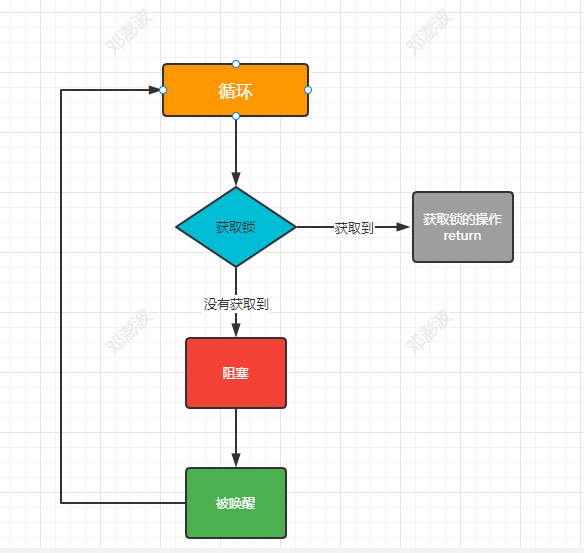 邓澎波
邓澎波
循环
获取锁
获取到
获取锁的操作
return
没有获取到
邓澎波
邓澎波
阻塞
被唤醒